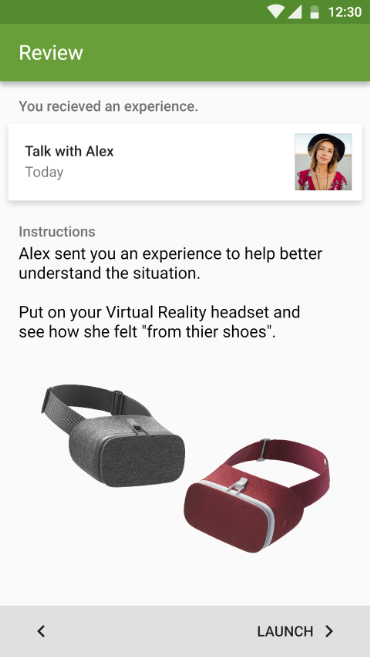 12:30
Review
You recieved an experience.
Talk with Alex
Today
Instructions
Alex sent you an experience to help better
understand the situation.
Put on your Virtual Reality headset and
see how she felt "from thier shoes".
LAUNCH